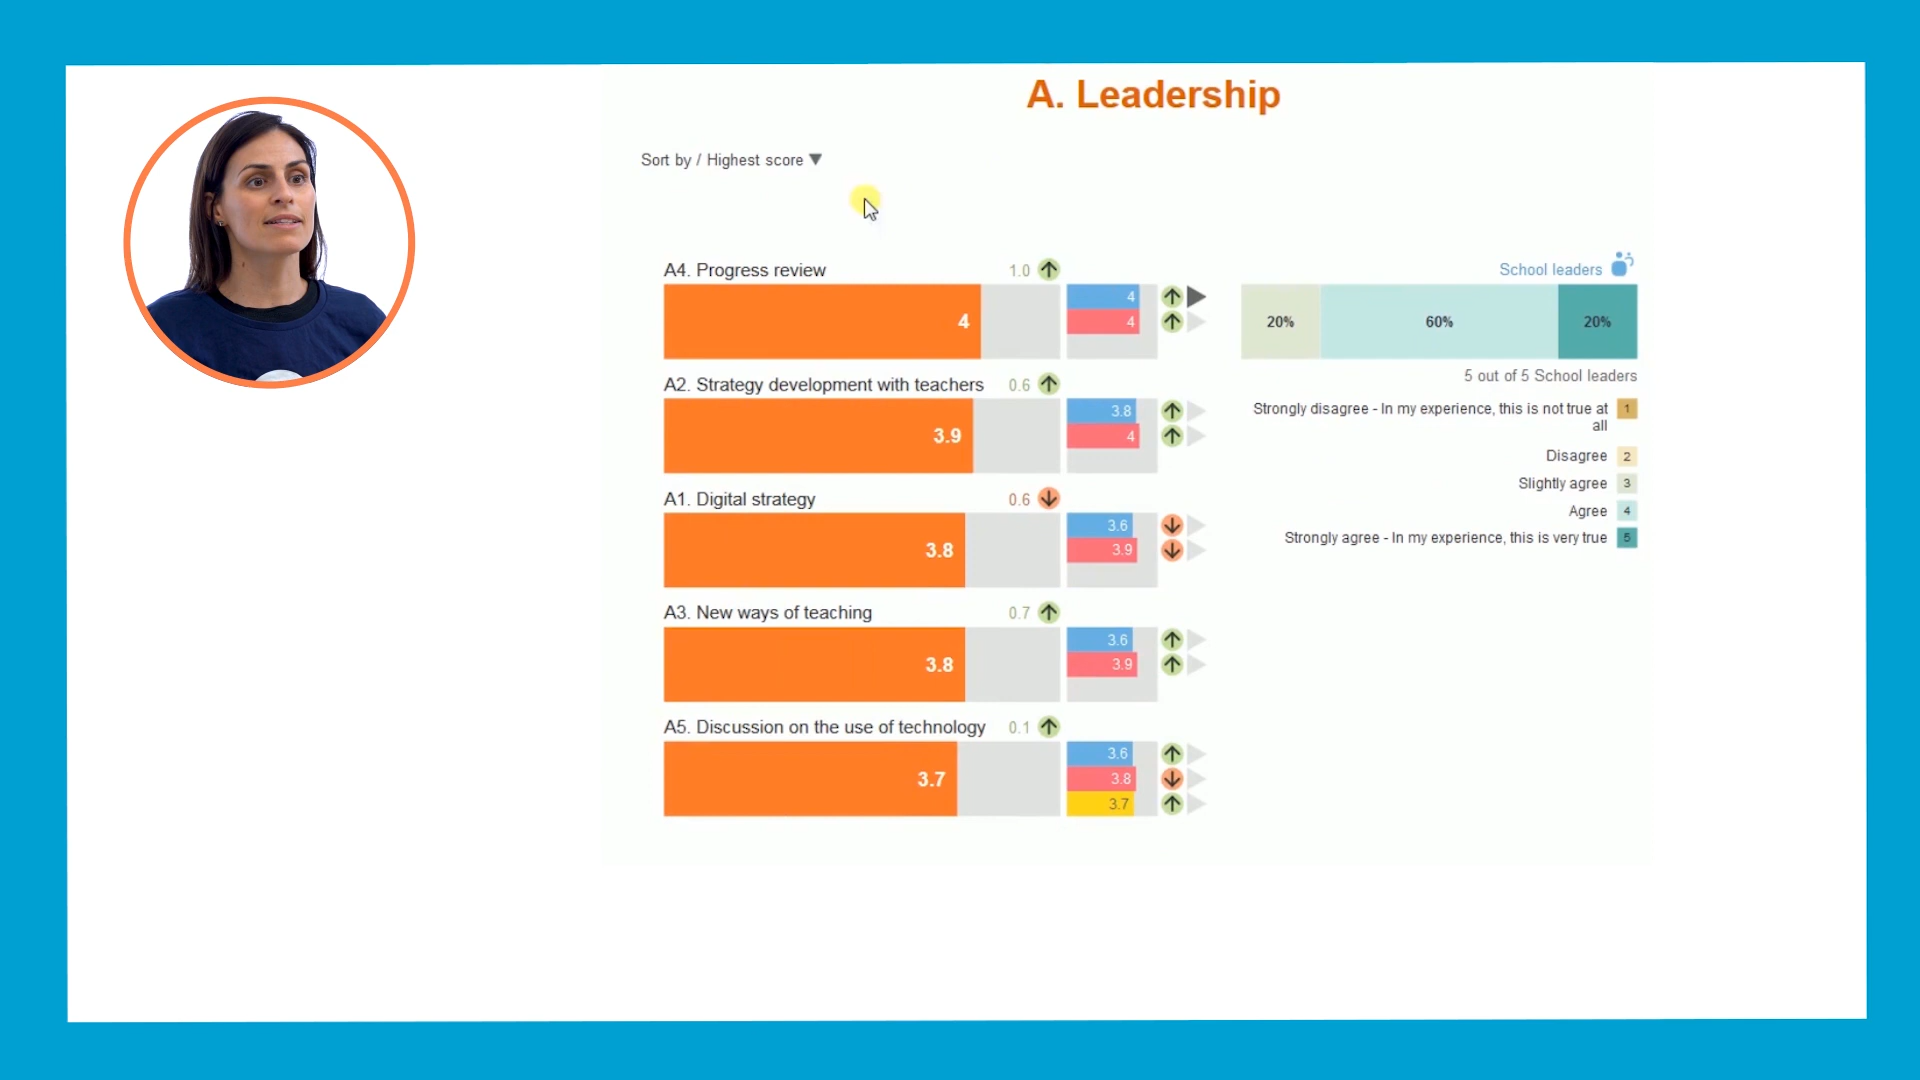 A. Leadership
Sort by / Highest score ▼
A4. Progress review 1.0
4
4
4
School leaders
20% 60% 20%
5 out of 5 School leaders
Strongly disagree - In my experience, this is not true at
all
1
Disagree 2
Slightly agree 3
Agree 4
Strongly agree - In my experience, this is very true 5
A2. Strategy development with teachers 0.6
3.9
3.8
4
A1. Digital strategy 0.6
3.8
3.6
3.9
A3. New ways of teaching 0.7
3.8
3.6
3.9
A5. Discussion on the use of technology 0.1
3.7
3.6
3.8
3.7